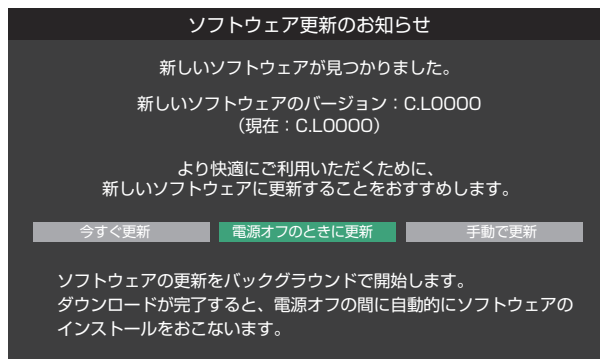 ソフトウェア更新のお知らせ
新しいソフトウェアが見つかりました。
新しいソフトウェアのバージョン：C.L0000
（現在：C.L0000）
より快適にご利用いただくために、
新しいソフトウェアに更新することをおすすめします。
今すぐ更新
電源オフのときに更新
手動で更新
ソフトウェアの更新をバックグラウンドで開始します。
ダウンロードが完了すると、電源オフの間に自動的にソフトウェアの
インストールをおこないます。